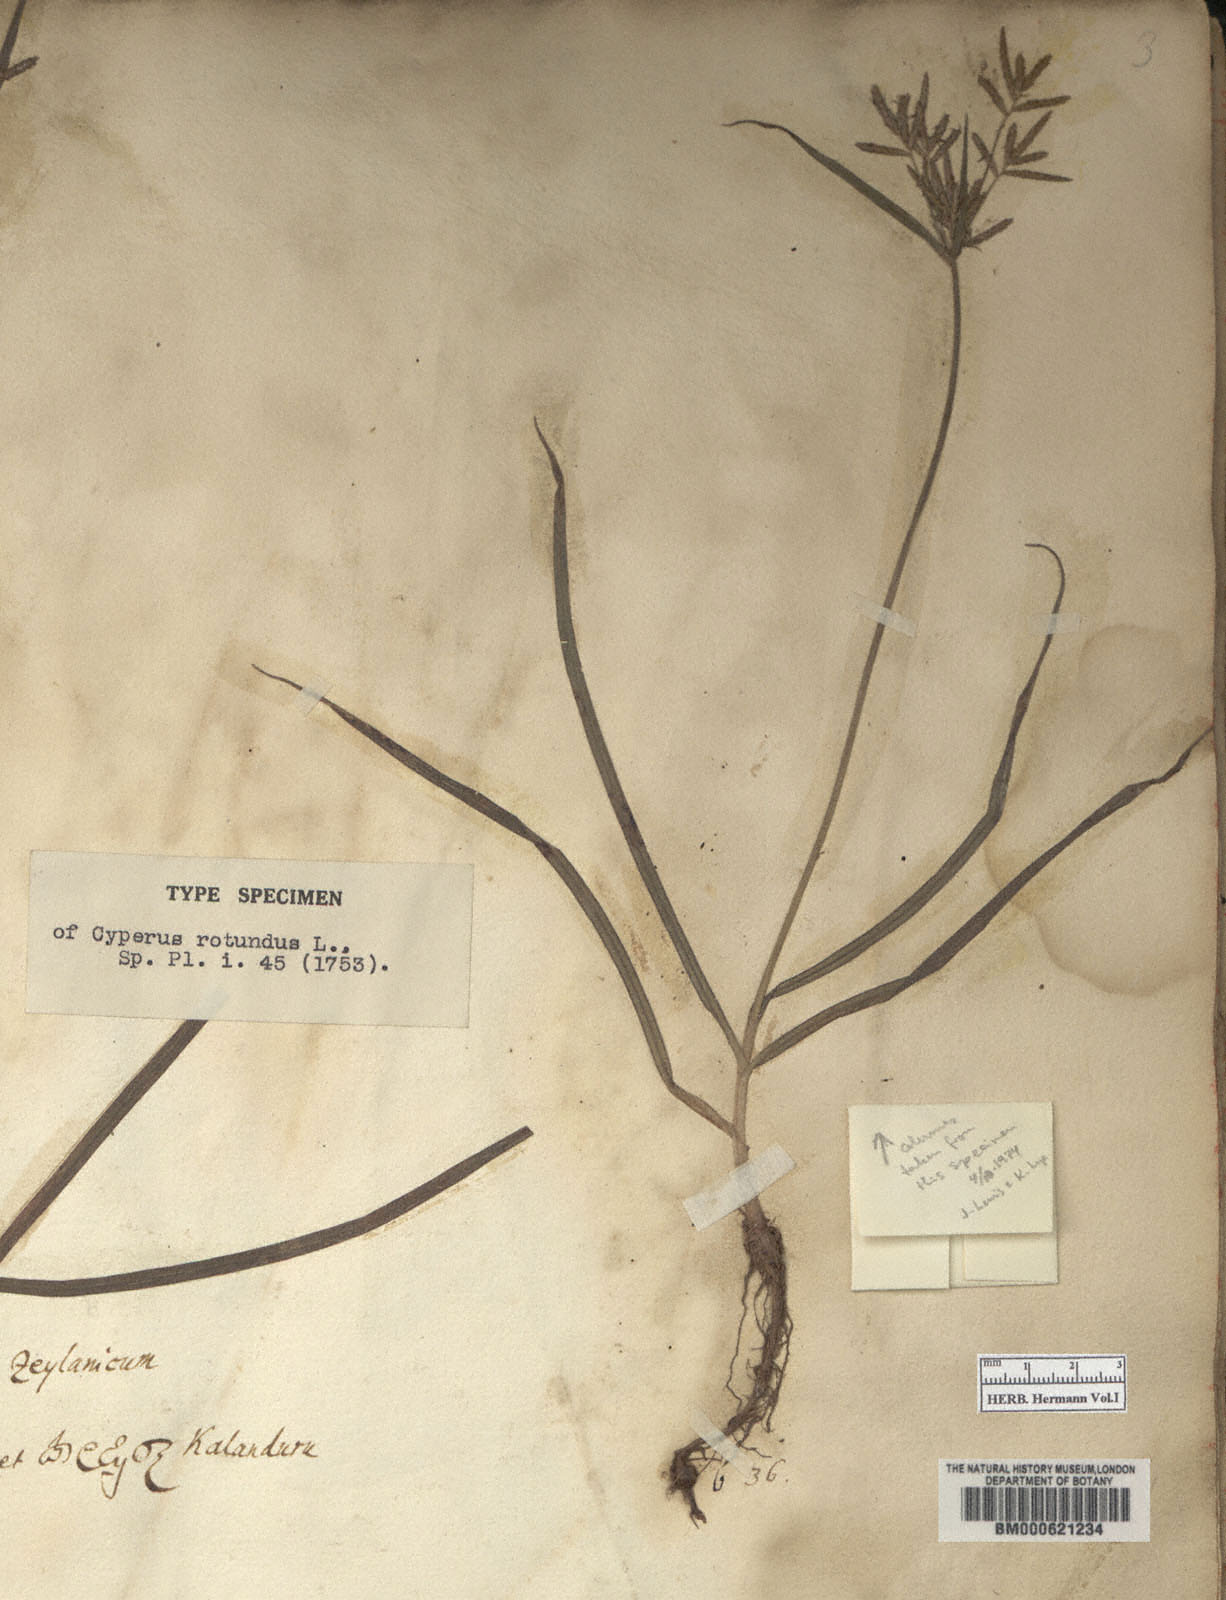 3
TYPE SPECIMEN
of Cyperus rotundus L.,
Sp. Pl. i. 45 (1753).
taken from
this specimen
J. Lewis & K.
Zeylanicum
et Kalanduru
36.
mm 1 2 3
HERB. Hermann Vol.I
THE NATURAL HISTORY MUSEUM,LONDON
DEPARTMENT OF BOTANY
BM000621234